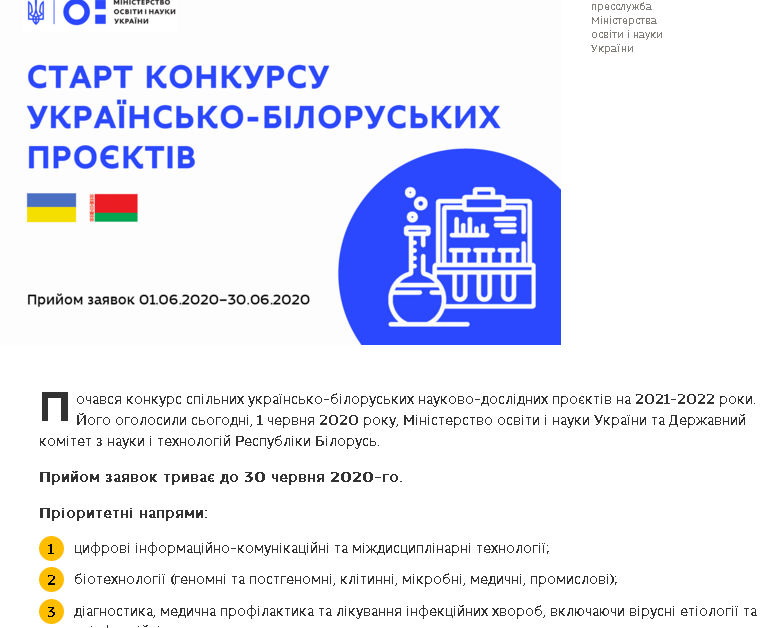 МІНІСТЕРСТВО
ОСВІТИ І НАУКИ
УКРАЇНИ
пресслужба
Міністерства
освіти і науки
України
СТАРТ КОНКУРСУ
УКРАЇНСЬКО-БІЛОРУСЬКИХ
ПРОЄКТІВ
Прийом заявок 01.06.2020–30.06.2020
Почався конкурс спільних українсько-білоруських науково-дослідних проєктів на 2021-2022 роки.
Його оголосили сьогодні, 1 червня 2020 року, Міністерство освіти і науки України та Державний
комітет з науки і технологій Республіки Білорусь.
Прийом заявок триває до 30 червня 2020-го.
Пріоритетні напрями:
1 цифрові інформаційно-комунікаційні та міждисциплінарні технології;
2 біотехнології (геномні та постгеномні, клітинні, мікробні, медичні, промислові);
3 діагностика, медична профілактика та лікування інфекційних хвороб, включаючи вірусні етіології та